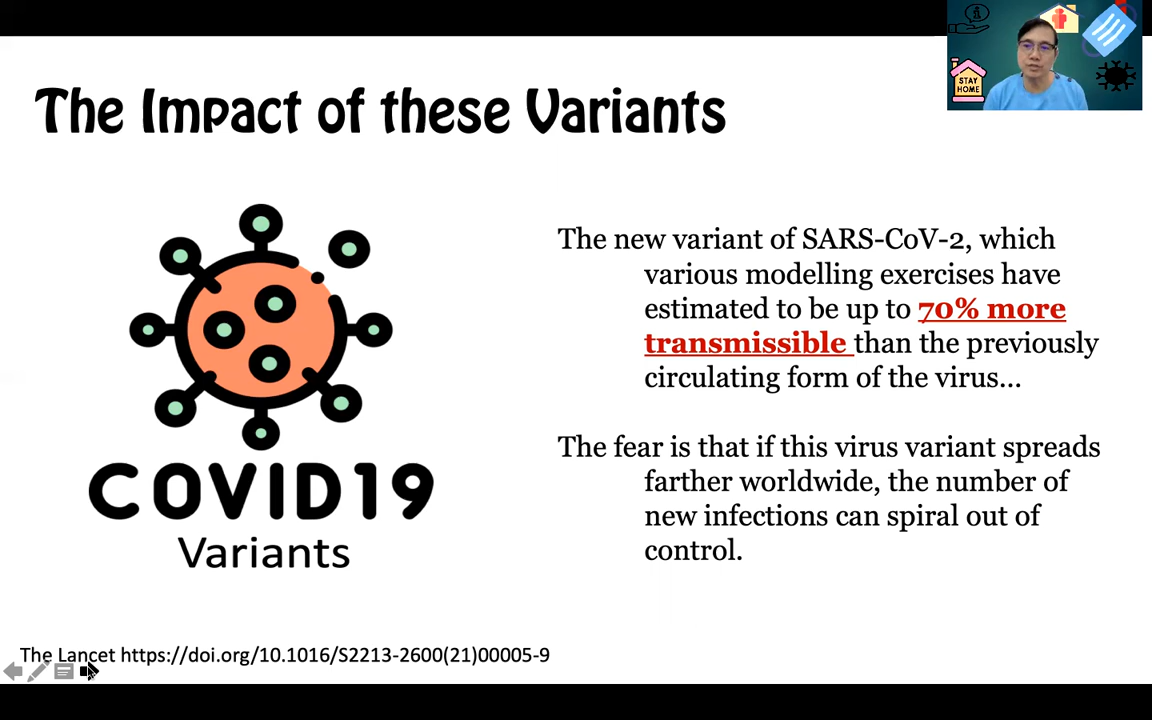 STAY
HOME
The Impact of these Variants
The new variant of SARS-CoV-2, which
various modelling exercises have
estimated to be up to 70% more
transmissible than the previously
circulating form of the virus...
The fear is that if this virus variant spreads
farther worldwide, the number of
new infections can spiral out of
control.
COVID19
Variants
The Lancet https://doi.org/10.1016/S2213-2600(21)00005-9